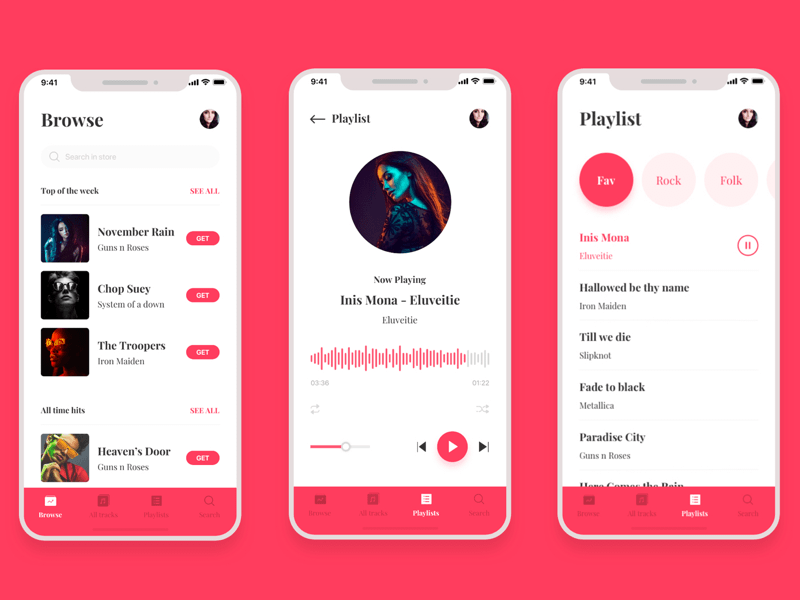 9:41
Browse
Search in store
Top of the week SEE ALL
November Rain
Guns n Roses
GET
Chop Suey
System of a down
GET
The Troopers
Iron Maiden
GET
All time hits SEE ALL
Heaven's Door
Guns n Roses
GET
Browse All tracks Playlists Search
9:41
Playlist
Now Playing
Inis Mona - Eluveitie
Eluveitie
03:36 01:22
Browse All tracks Playlists Search
9:41
Playlist
Fav Rock Folk
Inis Mona
Eluveitie
Hallowed be thy name
Iron Maiden
Till we die
Slipknot
Fade to black
Metallica
Paradise City
Guns n Roses
Here Comes the Rain
Browse All tracks Playlists Search